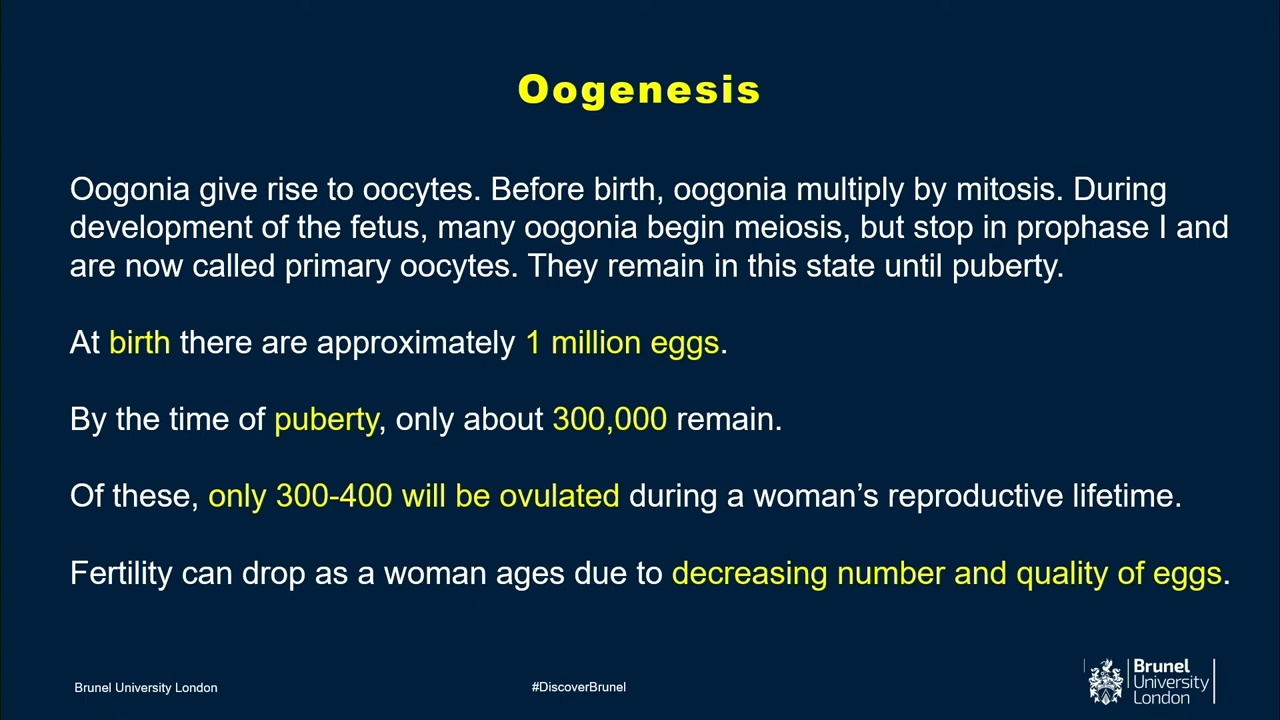 Oogenesis
Oogonia give rise to oocytes. Before birth, oogonia multiply by mitosis. During
development of the fetus, many oogonia begin meiosis, but stop in prophase I and
are now called primary oocytes. They remain in this state until puberty.
At birth there are approximately 1 million eggs.
By the time of puberty, only about 300,000 remain.
Of these, only 300-400 will be ovulated during a woman’s reproductive lifetime.
Fertility can drop as a woman ages due to decreasing number and quality of eggs.
Brunel University London
#DiscoverBrunel
Brunel
University
London